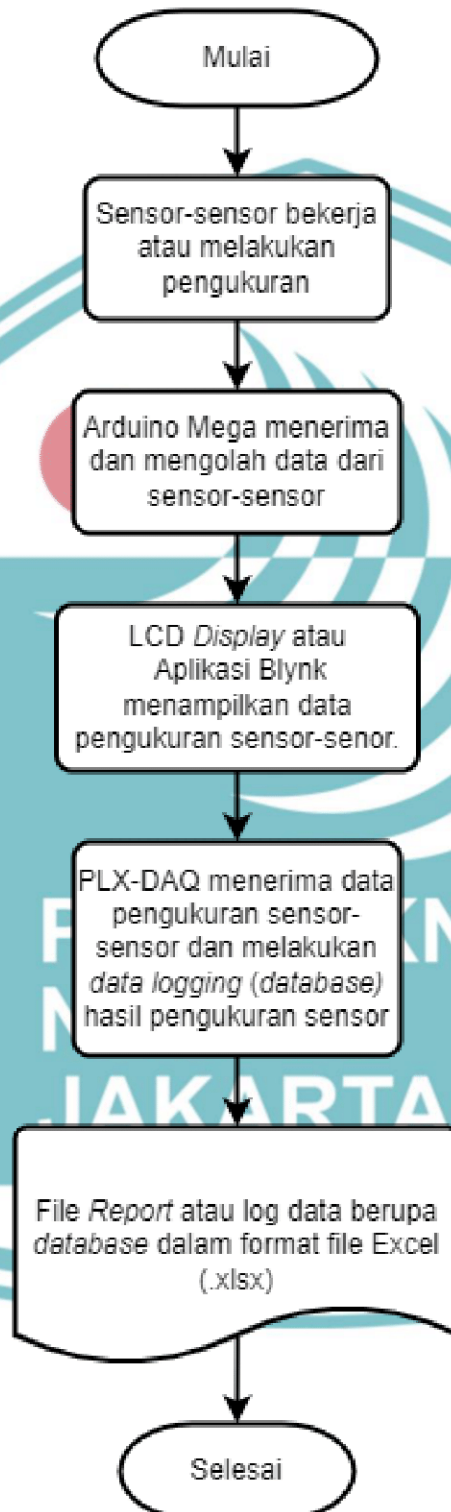 Mulai
Sensor-sensor bekerja
atau melakukan
pengukuran
Arduino Mega menerima
dan mengolah data dari
sensor-sensor
LCD Display atau
Aplikasi Blynk
menampilkan data
pengukuran sensor-senor.
PLX-DAQ menerima data
pengukuran sensor-
sensor dan melakukan
data logging (database)
hasil pengukuran sensor
JAKARTA
File Report atau log data berupa
database dalam format file Excel
(.xlsx)
Selesai